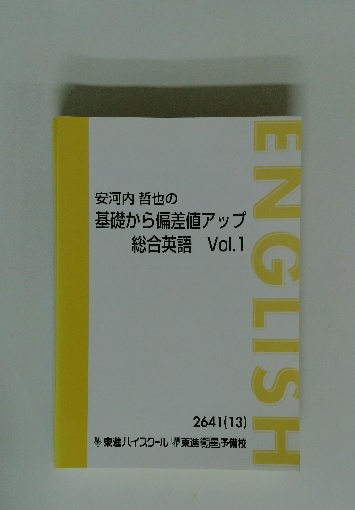 安河内 哲也の
基礎から偏差値アップ
総合英語 Vol.1
ENGLISH
2641(13)
東進ハイスクール 東進衛星予備校